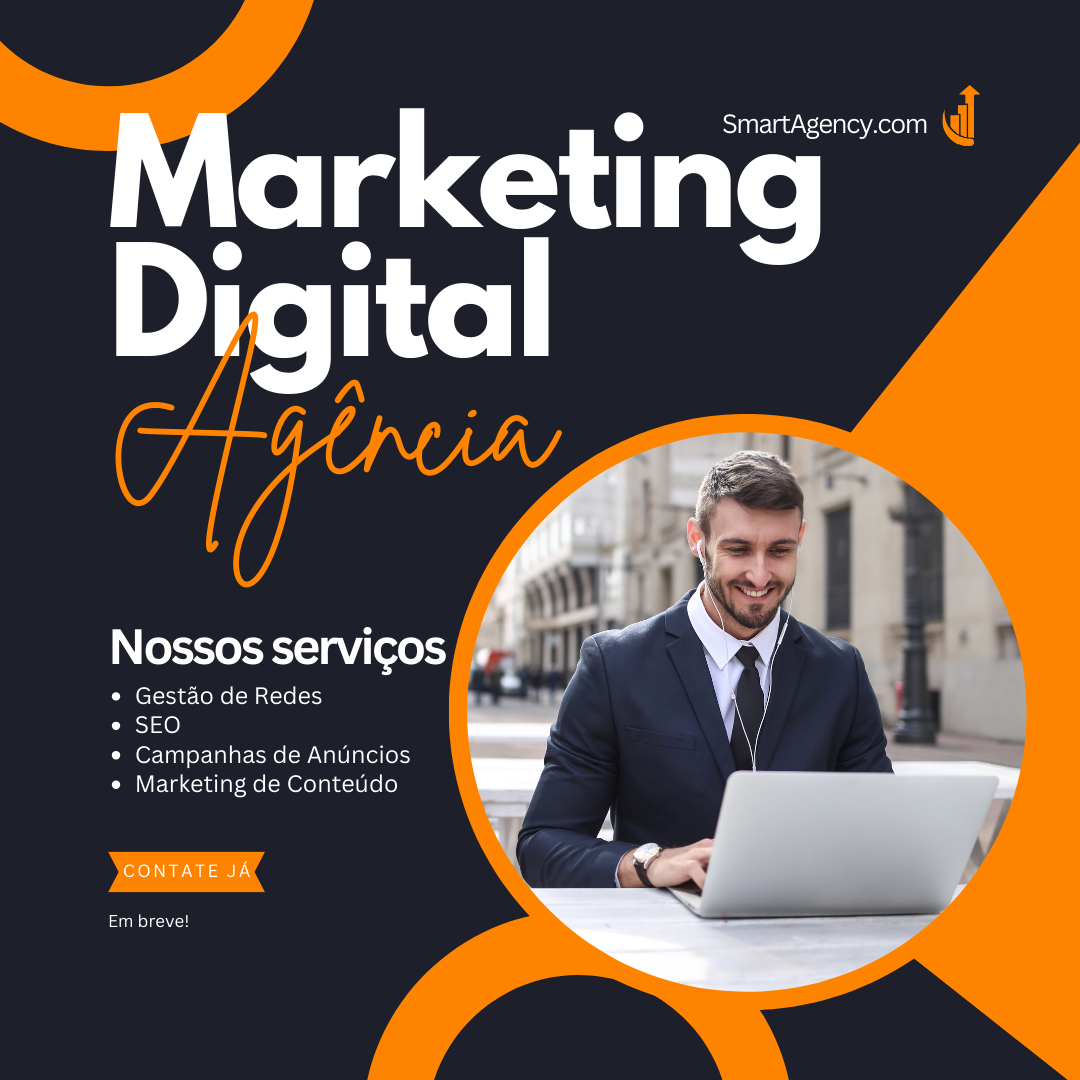 SmartAgency.com
Marketing
Digital
Agência
Nossos serviços
• Gestão de Redes
• SEO
• Campanhas de Anúncios
• Marketing de Conteúdo
CONTATE JÁ
Em breve!